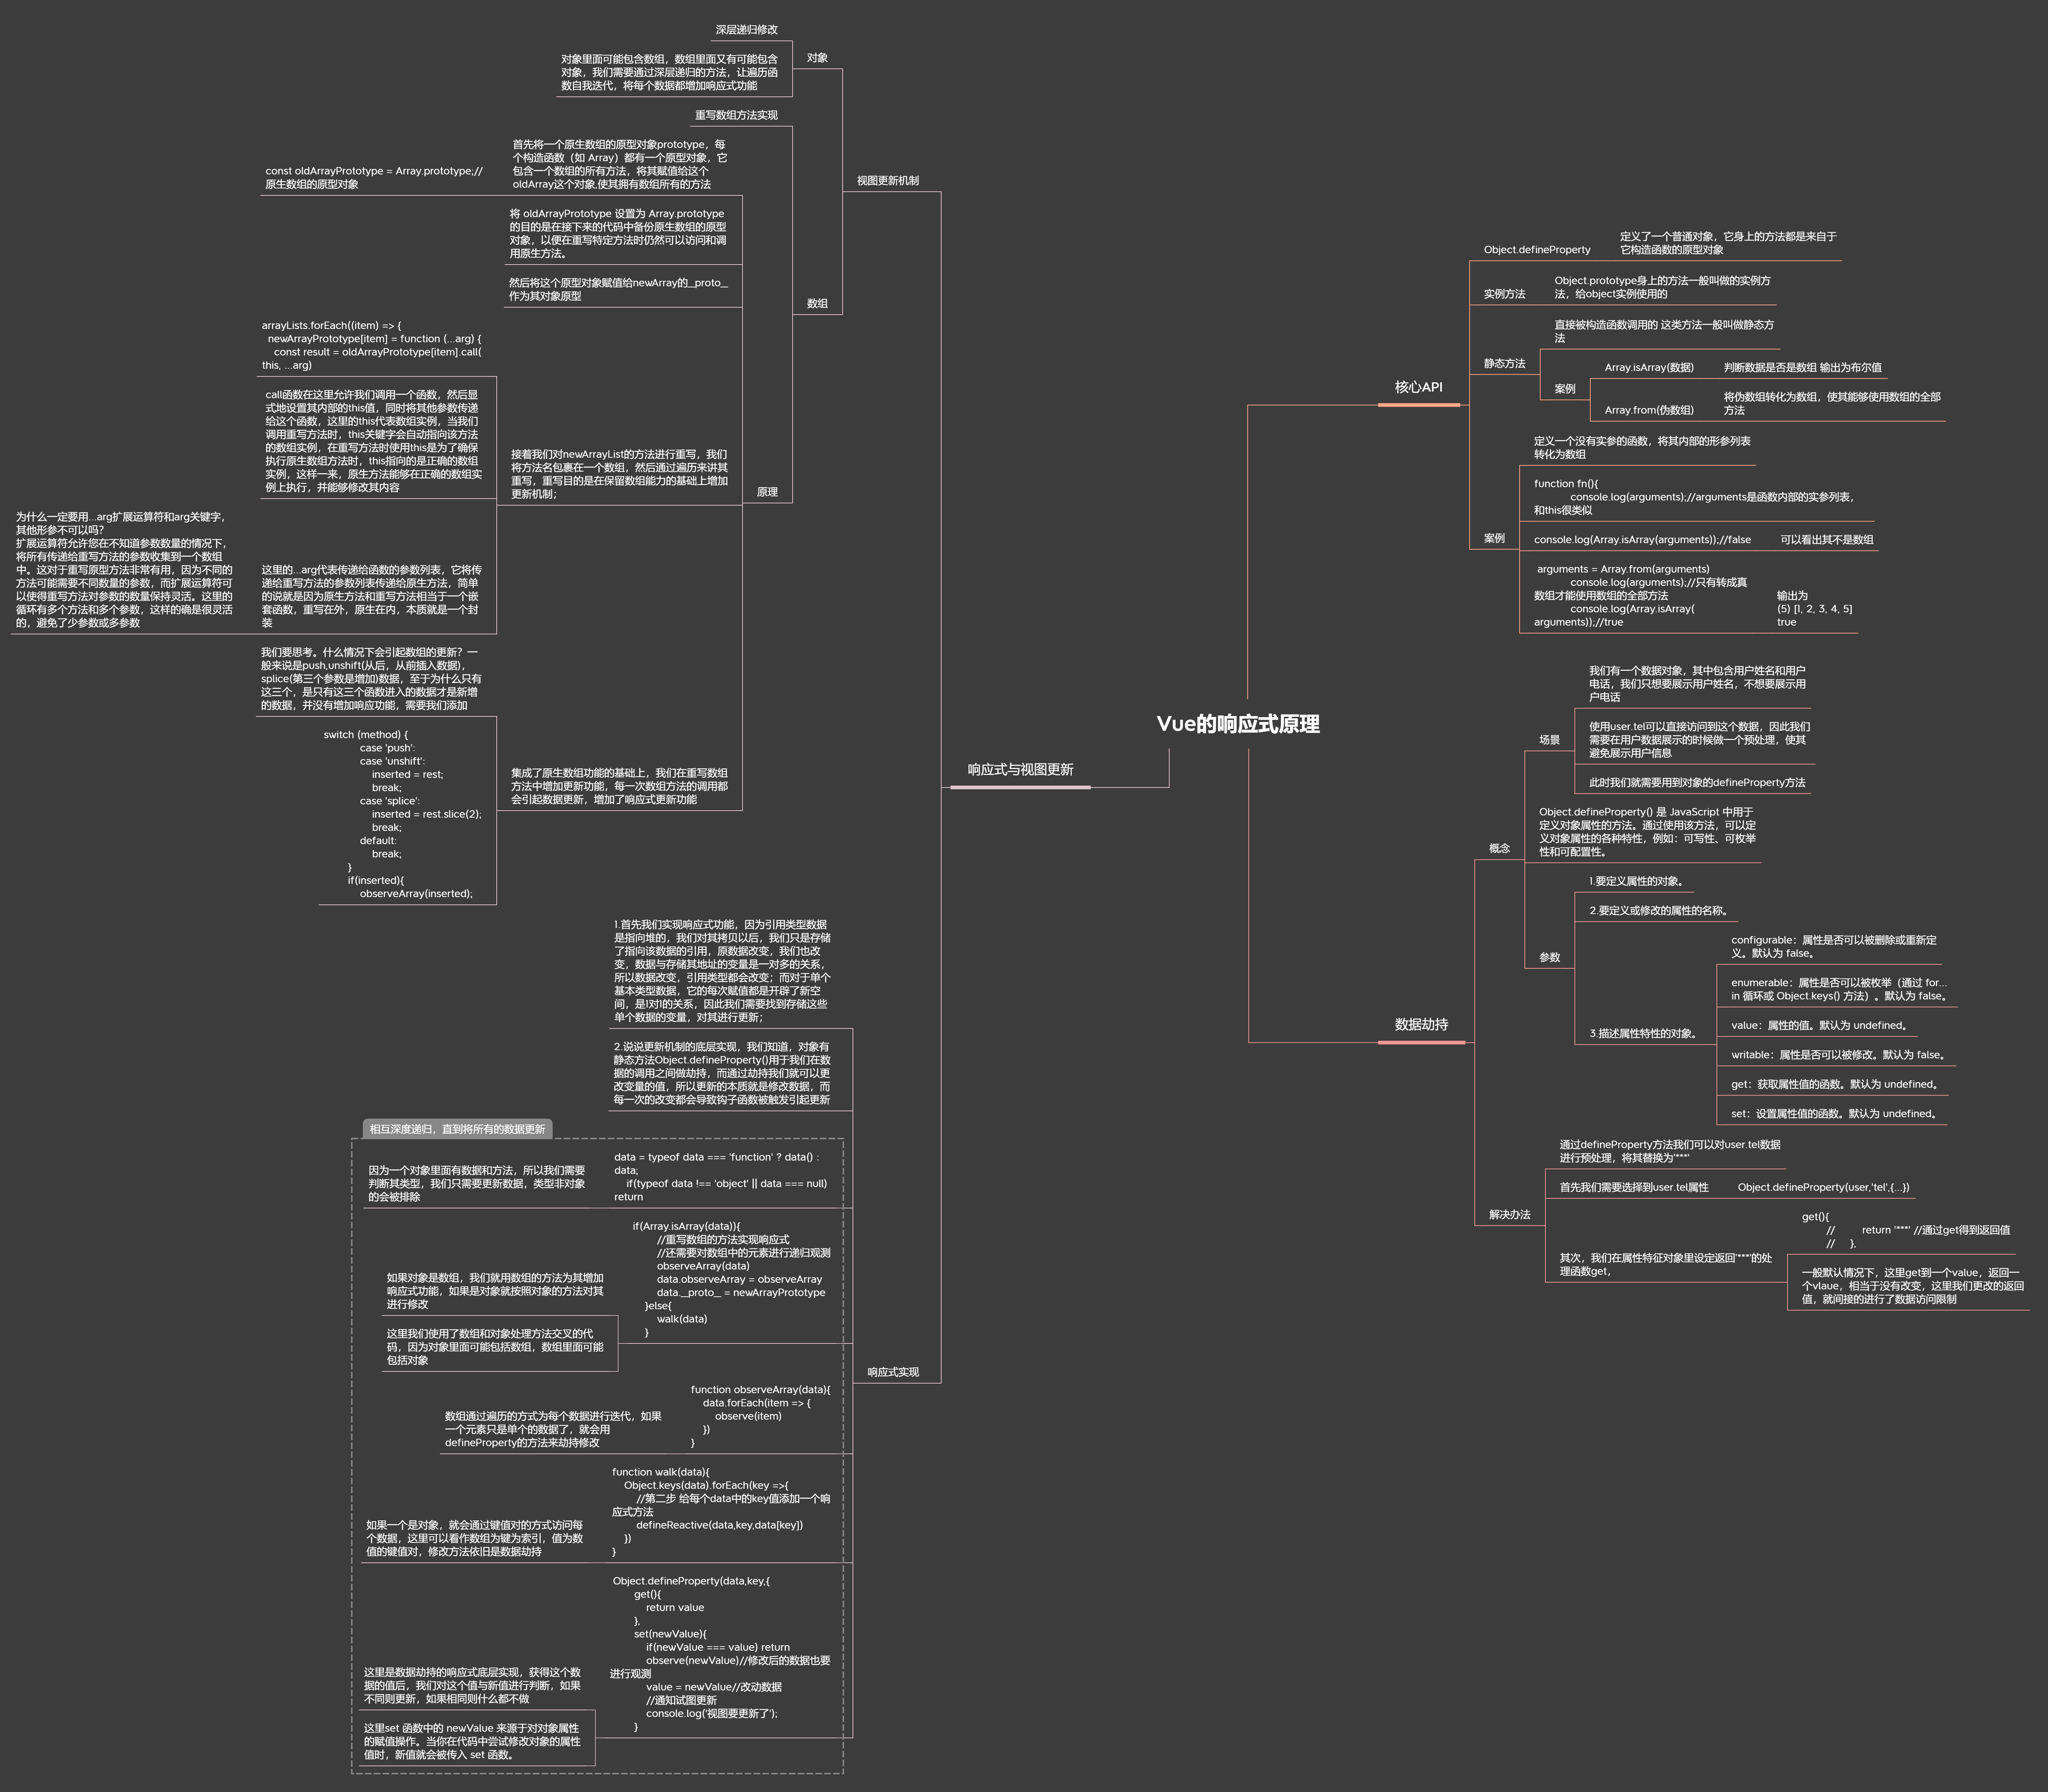 Vue的响应式原理
核心API
Object.defineProperty
定义了一个普通对象，它身上的方法都是来自于
它构造函数的原型对象
实例方法
Object.prototype身上的方法一般叫做的实例方
法，给object实例使用的
静态方法
直接被构造函数调用的 这类方法一般叫做静态方
法
案例
Array.isArray(数据)
判断数据是否是数组 输出为布尔值
Array.from(伪数组)
将伪数组转化为数组，使其能够使用数组的全部
方法
案例
定义一个没有实参的函数，将其内部的形参列表
转化为数组
function fn(){
console.log(arguments);//arguments是函数内部的实参列表，
和this很类似
console.log(Array.isArray(arguments));//false
可以看出其不是数组
arguments = Array.from(arguments)
console.log(arguments);//只有转成真
数组才能使用数组的全部方法
console.log(Array.isArray(
arguments));//true
输出为
(5) [1, 2, 3, 4, 5]
true
数据劫持
概念
场景
我们有一个数据对象，其中包含用户姓名和用户
电话，我们只想要展示用户姓名，不想要展示用
户电话
使用user.tel可以直接访问到这个数据，因此我们
需要在用户数据展示的时候做一个预处理，使其
避免展示用户信息
此时我们就需要用到对象的defineProperty方法
Object.defineProperty() 是 JavaScript 中用于
定义对象属性的方法。通过使用该方法，可以定
义对象属性的各种特性，例如：可写性、可枚举
性和可配置性。
参数
1.要定义属性的对象。
2.要定义或修改的属性的名称。
3.描述属性特性的对象。
configurable：属性是否可以被删除或重新定
义。默认为 false。
enumerable：属性是否可以被枚举（通过 for...
in 循环或 Object.keys() 方法）。默认为 false。
value：属性的值。默认为 undefined。
writable：属性是否可以被修改。默认为 false。
get：获取属性值的函数。默认为 undefined。
set：设置属性值的函数。默认为 undefined。
解决办法
通过defineProperty方法我们可以对user.tel数据
进行预处理，将其替换为'***'
首先我们需要选择到user.tel属性
Object.defineProperty(user,'tel',{...})
其次，我们在属性特征对象里设定返回'***'的处
理函数get，
get(){
// return '***' //通过get得到返回值
// },
一般默认情况下，这里get到一个value，返回一
个vlaue，相当于没有改变，这里我们更改的返回
值，就间接的进行了数据访问限制
响应式与视图更新
视图更新机制
对象
深层递归修改
对象里面可能包含数组，数组里面又有可能包含
对象，我们需要通过深层递归的方法，让遍历函
数自我迭代，将每个数据都增加响应式功能
数组
重写数组方法实现
原理
首先将一个原生数组的原型对象prototype，每
个构造函数（如 Array）都有一个原型对象，它
包含一个数组的所有方法，将其赋值给这个
oldArray这个对象,使其拥有数组所有的方法
const oldArrayPrototype = Array.prototype;//
原生数组的原型对象
将 oldArrayPrototype 设置为 Array.prototype
的目的是在接下来的代码中备份原生数组的原型
对象，以便在重写特定方法时仍然可以访问和调
用原生方法。
然后将这个原型对象赋值给newArray的_proto_
作为其对象原型
接着我们对newArrayList的方法进行重写，我们
将方法名包裹在一个数组，然后通过遍历来讲其
重写，重写目的是在保留数组能力的基础上增加
更新机制；
arrayLists.forEach((item) => {
newArrayPrototype[item] = function (...arg) {
const result = oldArrayPrototype[item].call(
this, ...arg)
call函数在这里允许我们调用一个函数，然后显
式地设置其内部的this值，同时将其他参数传递
给这个函数，这里的this代表数组实例，当我们
调用重写方法时，this关键字会自动指向该方法
的数组实例，在重写方法时使用this是为了确保
执行原生数组方法时，this指向的是正确的数组
实例，这样一来，原生方法能够在正确的数组实
例上执行，并能够修改其内容
这里的...arg代表传递给函数的参数列表，它将传
递给重写方法的参数列表传递给原生方法，简单
的说就是因为原生方法和重写方法相当于一个嵌
套函数，重写在外，原生在内，本质就是一个封
装
为什么一定要用...arg扩展运算符和arg关键字，
其他形参不可以吗？
扩展运算符允许您在不知道参数数量的情况下，
将所有传递给重写方法的参数收集到一个数组
中。这对于重写原型方法非常有用，因为不同的
方法可能需要不同数量的参数，而扩展运算符可
以使得重写方法对参数的数量保持灵活。这里的
循环有多个方法和多个参数，这样的确是很灵活
的，避免了少参数或多参数
集成了原生数组功能的基础上，我们在重写数组
方法中增加更新功能，每一次数组方法的调用都
会引起数据更新，增加了响应式更新功能
我们要思考。什么情况下会引起数组的更新？一
般来说是push,unshift(从后，从前插入数据)，
splice(第三个参数是增加)数据，至于为什么只有
这三个，是只有这三个函数进入的数据才是新增
的数据，并没有增加响应功能，需要我们添加
switch (method) {
case 'push':
case 'unshift':
inserted = rest;
break;
case 'splice':
inserted = rest.slice(2);
break;
default:
break;
}
if(inserted){
observeArray(inserted);
响应式实现
1.首先我们实现响应式功能，因为引用类型数据
是指向堆的，我们对其拷贝以后，我们只是存储
了指向该数据的引用，原数据改变，我们也改
变，数据与存储其地址的变量是一对多的关系，
所以数据改变，引用类型都会改变；而对于单个
基本类型数据，它的每次赋值都是开辟了新空
间，是1对1的关系，因此我们需要找到存储这些
单个数据的变量，对其进行更新；
2.说说更新机制的底层实现，我们知道，对象有
静态方法Object.defineProperty()用于我们在数
据的调用之间做劫持，而通过劫持我们就可以更
改变量的值，所以更新的本质就是修改数据，而
每一次的改变都会导致钩子函数被触发引起更新
相互深度递归，直到将所有的数据更新
data = typeof data === 'function' ? data() :
data;
if(typeof data !== 'object' || data === null)
return
因为一个对象里面有数据和方法，所以我们需要
判断其类型，我们只需要更新数据，类型非对象
的会被排除
if(Array.isArray(data)){
//重写数组的方法实现响应式
//还需要对数组中的元素进行递归观测
observeArray(data)
data.observeArray = observeArray
data.__proto__ = newArrayPrototype
}else{
walk(data)
}
如果对象是数组，我们就用数组的方法为其增加
响应式功能，如果是对象就按照对象的方法对其
进行修改
这里我们使用了数组和对象处理方法交叉的代
码，因为对象里面可能包括数组，数组里面可能
包括对象
function observeArray(data){
data.forEach(item => {
observe(item)
})
}
数组通过遍历的方式为每个数据进行迭代，如果
一个元素只是单个的数据了，就会用
defineProperty的方法来劫持修改
function walk(data){
Object.keys(data).forEach(key =>{
//第二步 给每个data中的key值添加一个响
应式方法
defineReactive(data,key,data[key])
})
}
如果一个是对象，就会通过键值对的方式访问每
个数据，这里可以看作数组为键为索引，值为数
值的键值对，修改方法依旧是数据劫持
Object.defineProperty(data,key,{
get(){
return value
},
set(newValue){
if(newValue === value) return
observe(newValue)//修改后的数据也要
进行观测
value = newValue//改动数据
//通知试图更新
console.log('视图要更新了');
}
这里是数据劫持的响应式底层实现，获得这个数
据的值后，我们对这个值与新值进行判断，如果
不同则更新，如果相同则什么都不做
这里set 函数中的 newValue 来源于对对象属性
的赋值操作。当你在代码中尝试修改对象的属性
值时，新值就会被传入 set 函数。